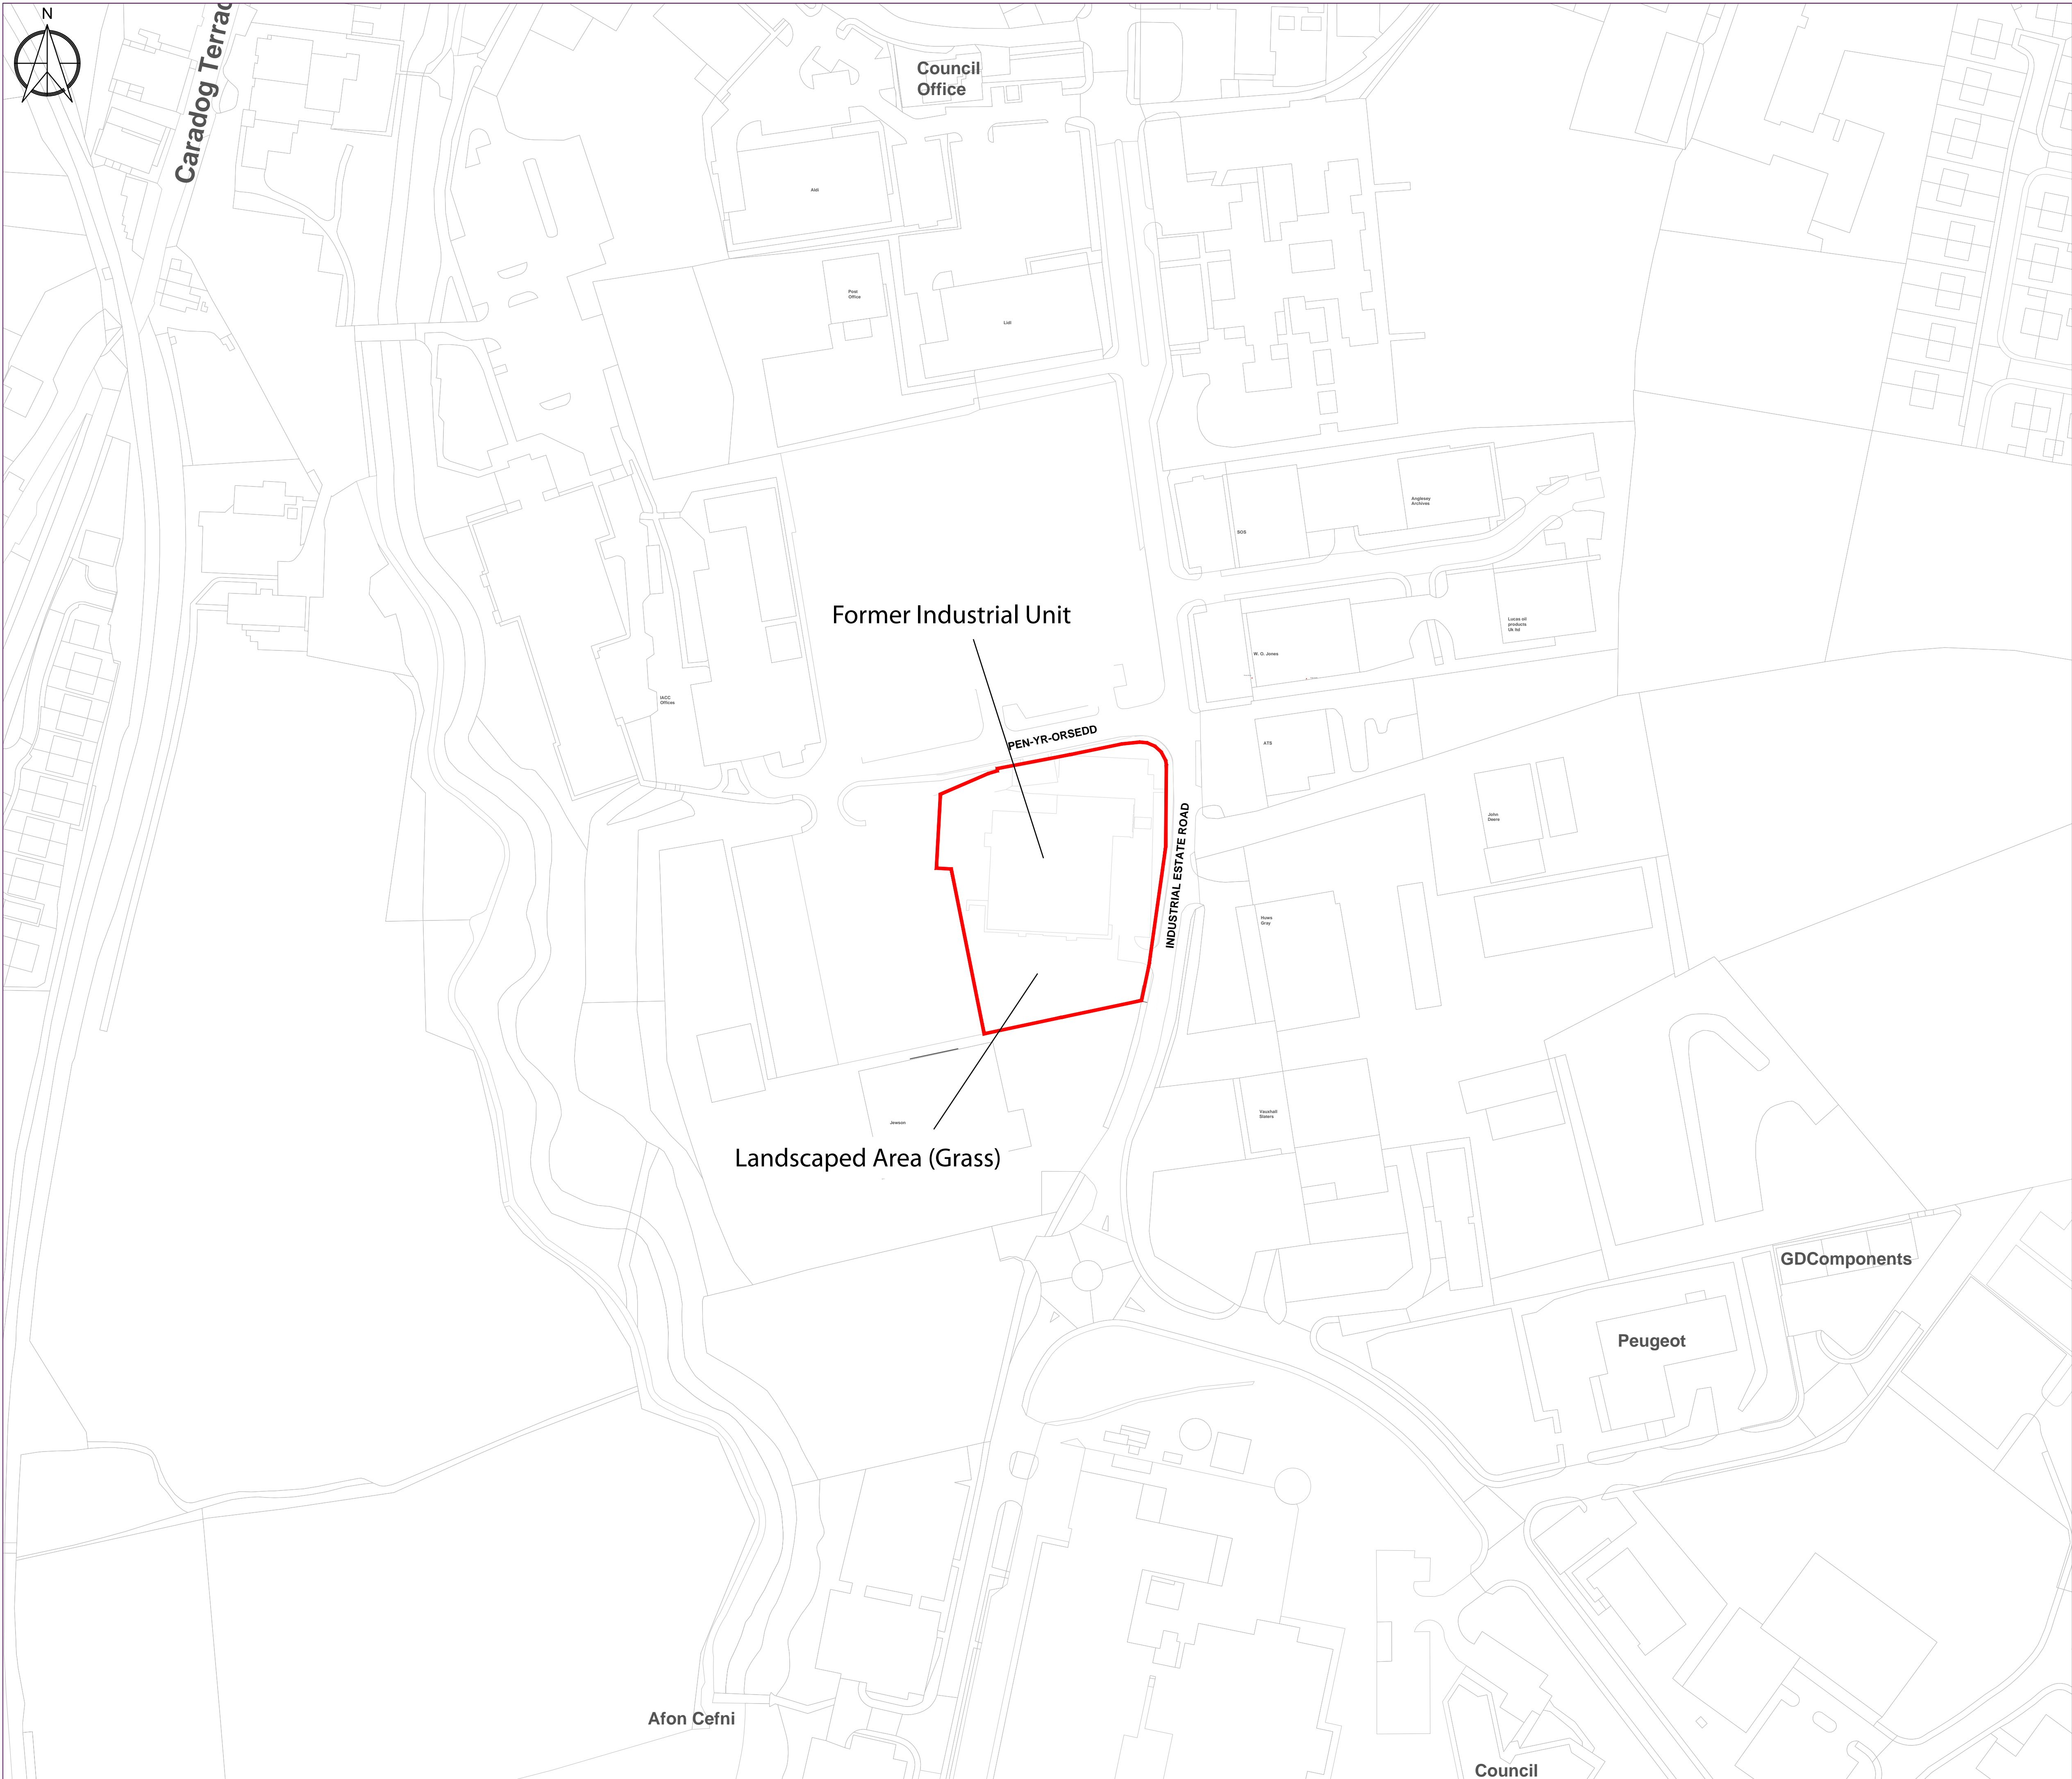 N
Caradog Terrac
Council
Office
Aldi
Post
Office
Lidl
Anglesey
Archives
SOS
Lucas oil
products
Uk ltd
Former Industrial Unit
W. O. Jones
IACC
Offices
PEN-YR-ORSEDD
ATS
John
Deere
INDUSTRIAL ESTATE ROAD
Huws
Gray
Vauxhall
Slaters
Jewson
Landscaped Area (Grass)
GDComponents
Peugeot
Afon Cefni
Council